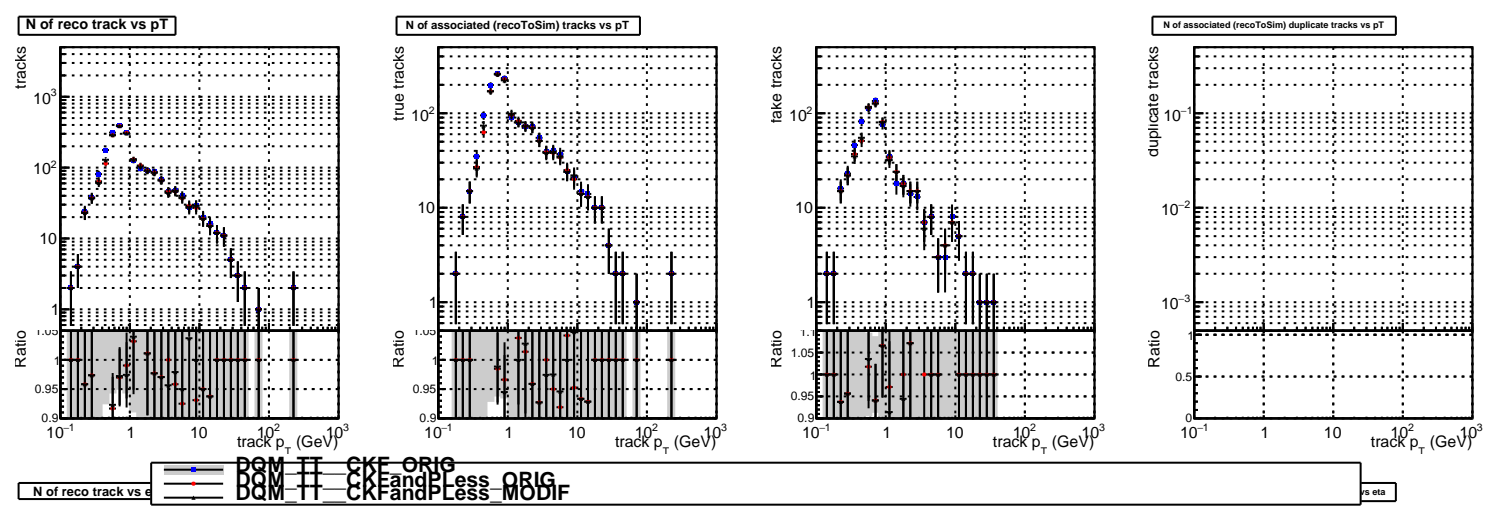 N of reco track vs pT
N of associated (recoToSim) tracks vs pT
N of associated (recoToSim) duplicate tracks vs pT
tracks
10³
10²
10
1
Ratio
1.05
1
0.95
0.9
10⁻¹ 1 10 10² 10³
track p_T (GeV)
true tracks
10²
10
1
Ratio
1.05
1
0.95
0.9
10⁻¹ 1 10 10² 10³
track p_T (GeV)
fake tracks
10²
10
1
Ratio
1.1
1.05
1
0.95
0.9
10⁻¹ 1 10 10² 10³
track p_T (GeV)
duplicate tracks
10⁻¹
10⁻²
10⁻³
Ratio
1
0.5
0
10⁻¹ 1 10 10² 10³
track p_T (GeV)
DQM_TT__CKF_ORIG
DQM_TT__CKFandPLess_ORIG
DQM_TT__CKFandPLess_MODIF
N of reco track vs e
vs eta